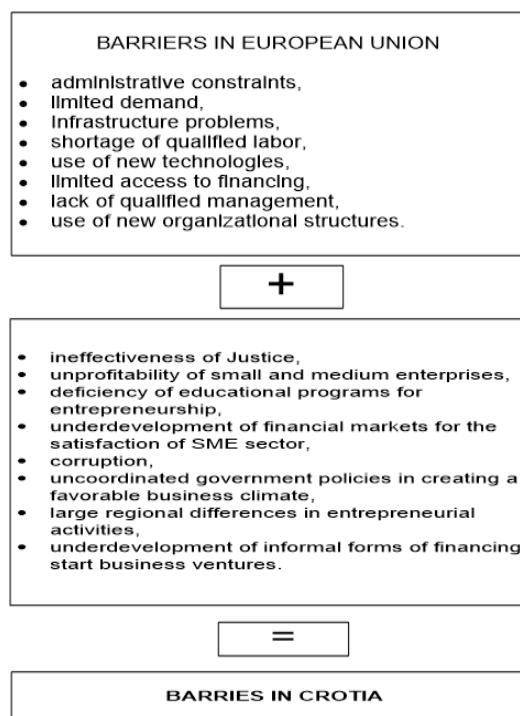 BARRIERS IN EUROPEAN UNION
• administrative constraints,
• limited demand,
• infrastructure problems,
• shortage of qualified labor,
• use of new technologies,
• limited access to financing,
• lack of qualified management,
• use of new organizational structures.
+
• ineffectiveness of Justice,
• unprofitability of small and medium enterprises,
• deficiency of educational programs for
entrepreneurship,
• underdevelopment of financial markets for the
satisfaction of SME sector,
• corruption,
• uncoordinated government policies in creating a
favorable business climate,
• large regional differences in entrepreneurial
activities,
• underdevelopment of informal forms of financing
start business ventures.
=
BARRIES IN CROTIA